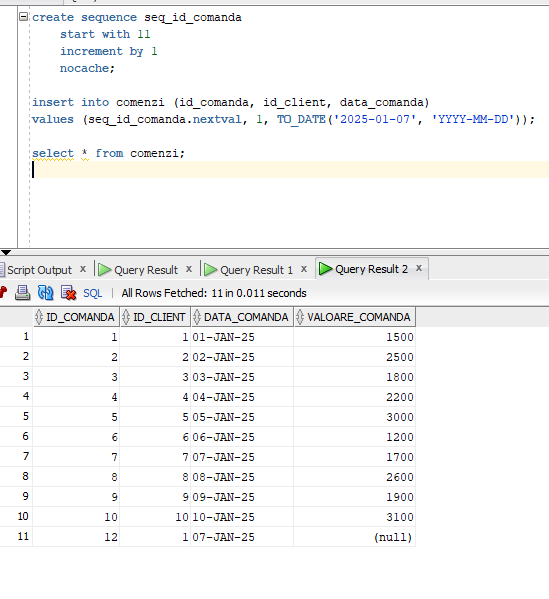 create sequence seq_id_comanda
start with 11
increment by 1
nocache;
insert into comenzi (id_comanda, id_client, data_comanda)
values (seq_id_comanda.nextval, 1, TO_DATE('2025-01-07', 'YYYY-MM-DD'));
select * from comenzi;
Script Output x Query Result x Query Result 1 x Query Result 2 x
SQL | All Rows Fetched: 11 in 0.011 seconds
ID_COMANDA ID_CLIENT DATA_COMANDA VALOARE_COMANDA
1 1 1 01-JAN-25 1500
2 2 2 02-JAN-25 2500
3 3 3 03-JAN-25 1800
4 4 4 04-JAN-25 2200
5 5 5 05-JAN-25 3000
6 6 6 06-JAN-25 1200
7 7 7 07-JAN-25 1700
8 8 8 08-JAN-25 2600
9 9 9 09-JAN-25 1900
10 10 10 10-JAN-25 3100
11 12 1 07-JAN-25 (null)